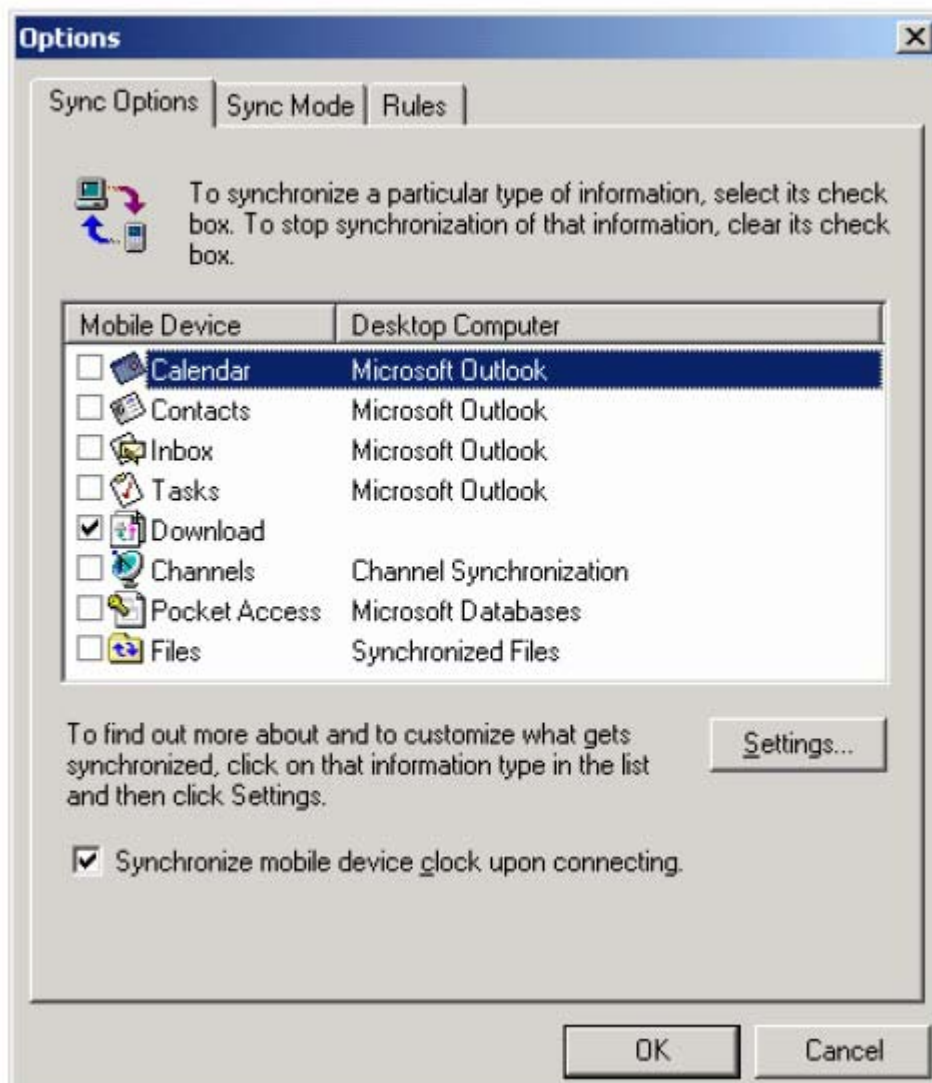 Options
Sync Options Sync Mode Rules
To synchronize a particular type of information, select its check
box. To stop synchronization of that information, clear its check
box.
Mobile Device Desktop Computer
Calendar Microsoft Outlook
Contacts Microsoft Outlook
Inbox Microsoft Outlook
Tasks Microsoft Outlook
Download
Channels Channel Synchronization
Pocket Access Microsoft Databases
Files Synchronized Files
To find out more about and to customize what gets
synchronized, click on that information type in the list
and then click Settings.
Settings...
Synchronize mobile device clock upon connecting.
OK Cancel